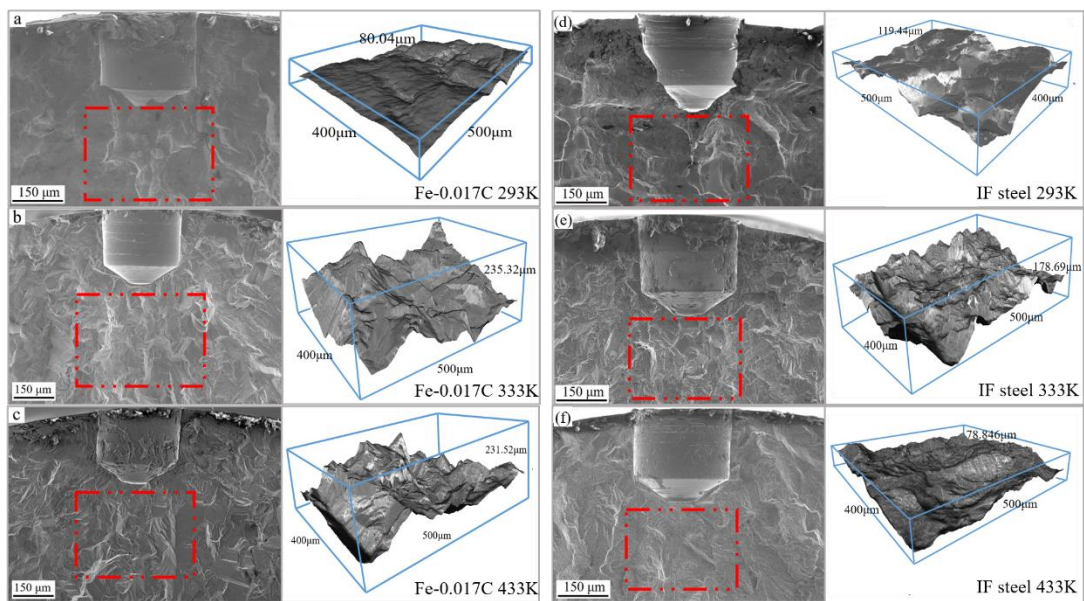 a
150 μm
80.04μm
400μm
500μm
Fe-0.017C 293K
b
150 μm
235.32μm
400μm
500μm
Fe-0.017C 333K
c
150 μm
231.52μm
400μm
500μm
Fe-0.017C 433K
(d)
150 μm
119.44μm
500μm
400μm
IF steel 293K
(e)
150 μm
178.69μm
400μm
500μm
IF steel 333K
(f)
150 μm
78.846μm
400μm
500μm
IF steel 433K